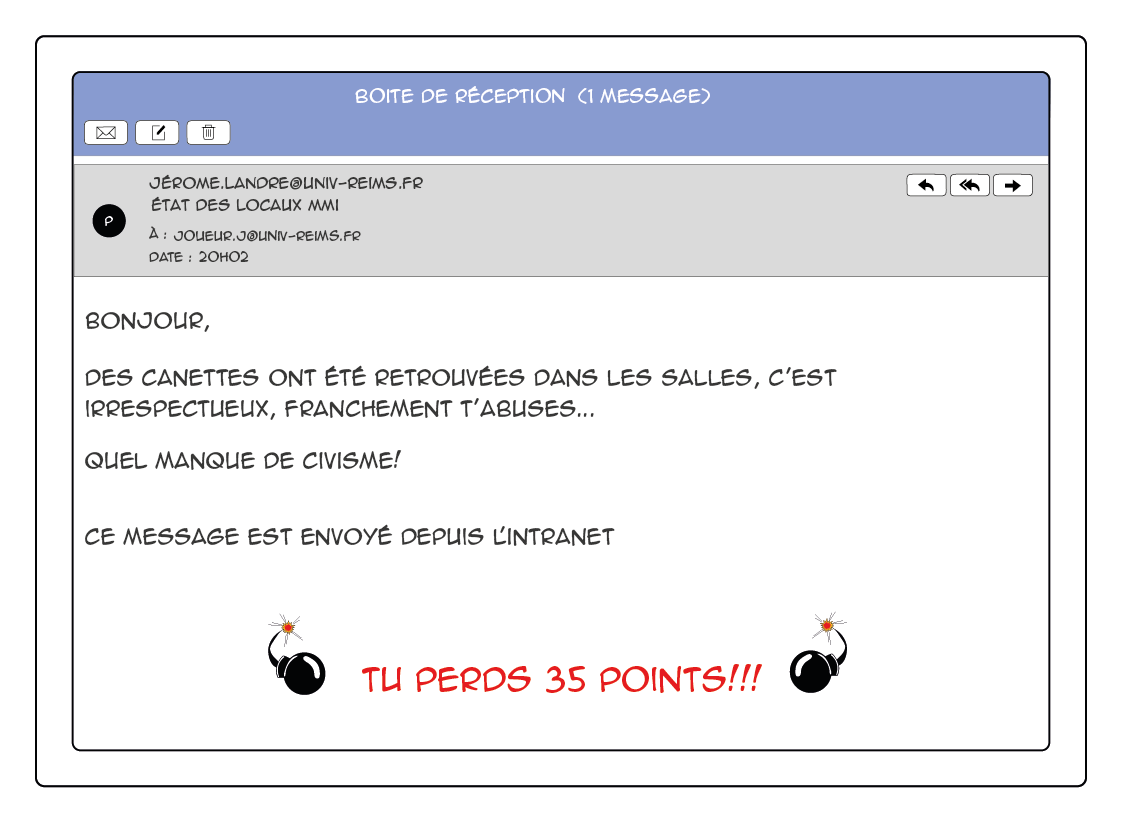 BOITE DE RÉCEPTION (1 MESSAGE)
JÉROME.LANDRE@UNIV-REIMS.FR
ÉTAT DES LOCAUX MMI
P
À : JOUEUR.J@UNIV-REIMS.FR
DATE : 20H02
BONJOUR,
DES CANETTES ONT ÉTÉ RETROUVÉES DANS LES SALLES, C'EST
IRRESPECTUEUX, FRANCHEMENT T'ABUSES...
QUEL MANQUE DE CIVISME!
CE MESSAGE EST ENVOYÉ DEPUIS L'INTRANET
TU PERDS 35 POINTS!!!